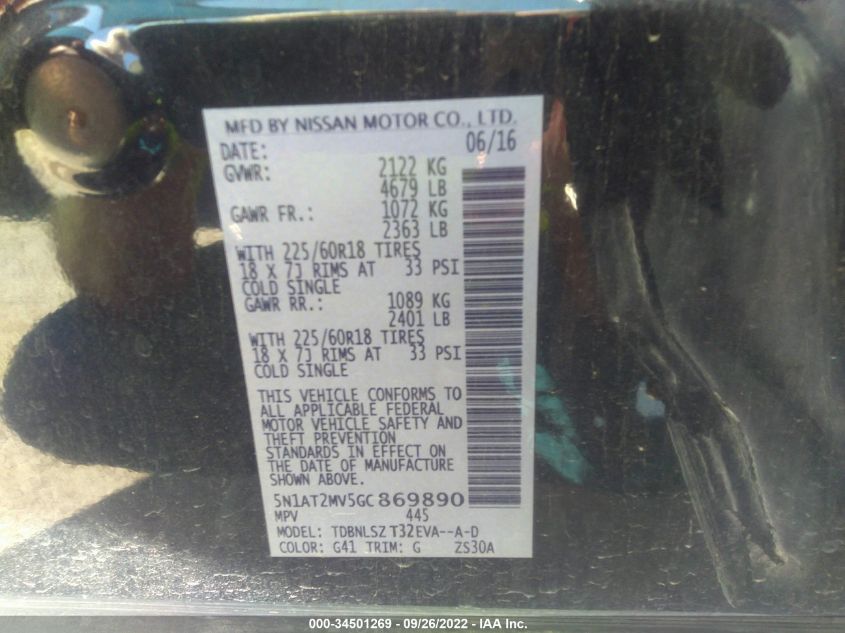 MFD BY NISSAN MOTOR CO., LTD.
DATE: 06/16
GVWR: 2122 KG
4679 LB
GAWR FR.: 1072 KG
2363 LB
WITH 225/60R18 TIRES
18 X 7J RIMS AT 33 PSI
COLD SINGLE
GAWR RR.: 1089 KG
2401 LB
WITH 225/60R18 TIRES
18 X 7J RIMS AT 33 PSI
COLD SINGLE
THIS VEHICLE CONFORMS TO
ALL APPLICABLE FEDERAL
MOTOR VEHICLE SAFETY AND
THEFT PREVENTION
STANDARDS IN EFFECT ON
THE DATE OF MANUFACTURE
SHOWN ABOVE.
5N1AT2MV5GC869890
MPV 445
MODEL: TDBNLSZ T32EVA--A-D
COLOR: G41 TRIM: G ZS30A
000-34501269 - 09/26/2022 - IAA Inc.